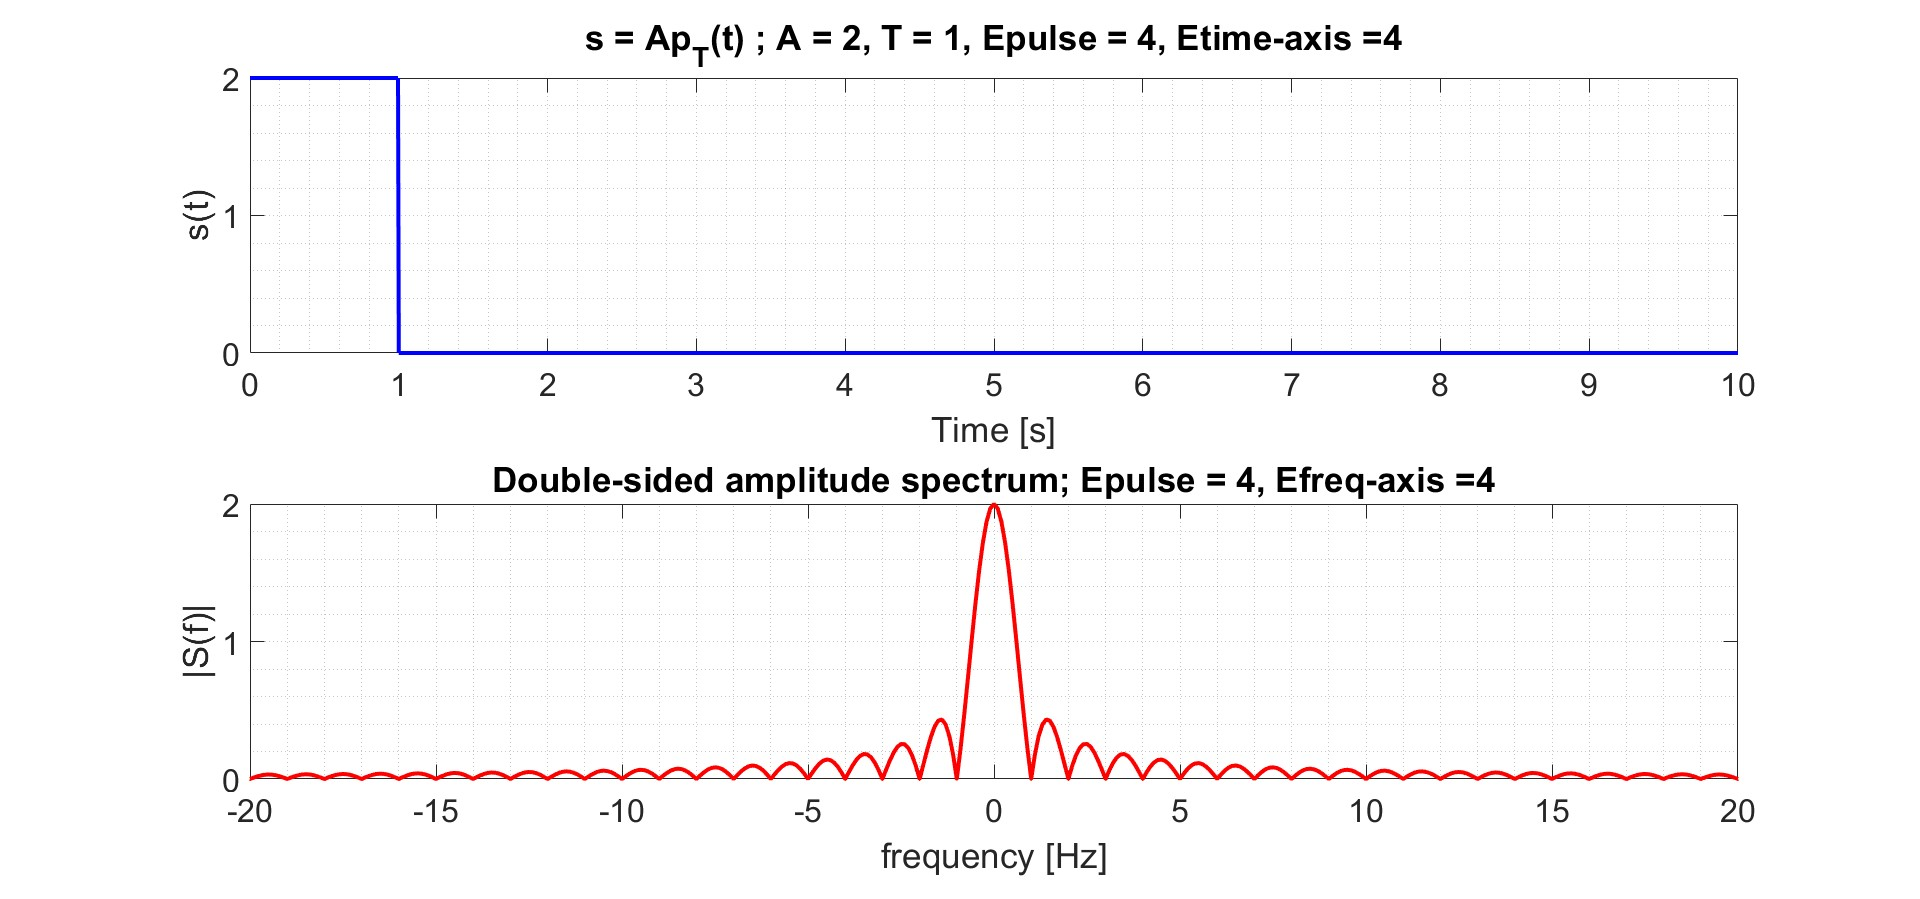 s = Ap_T(t) ; A = 2, T = 1, Epulse = 4, Etime-axis =4
2
1
0
s(t)
0 1 2 3 4 5 6 7 8 9 10
Time [s]
Double-sided amplitude spectrum; Epulse = 4, Efreq-axis =4
2
1
0
|S(f)|
-20 -15 -10 -5 0 5 10 15 20
frequency [Hz]